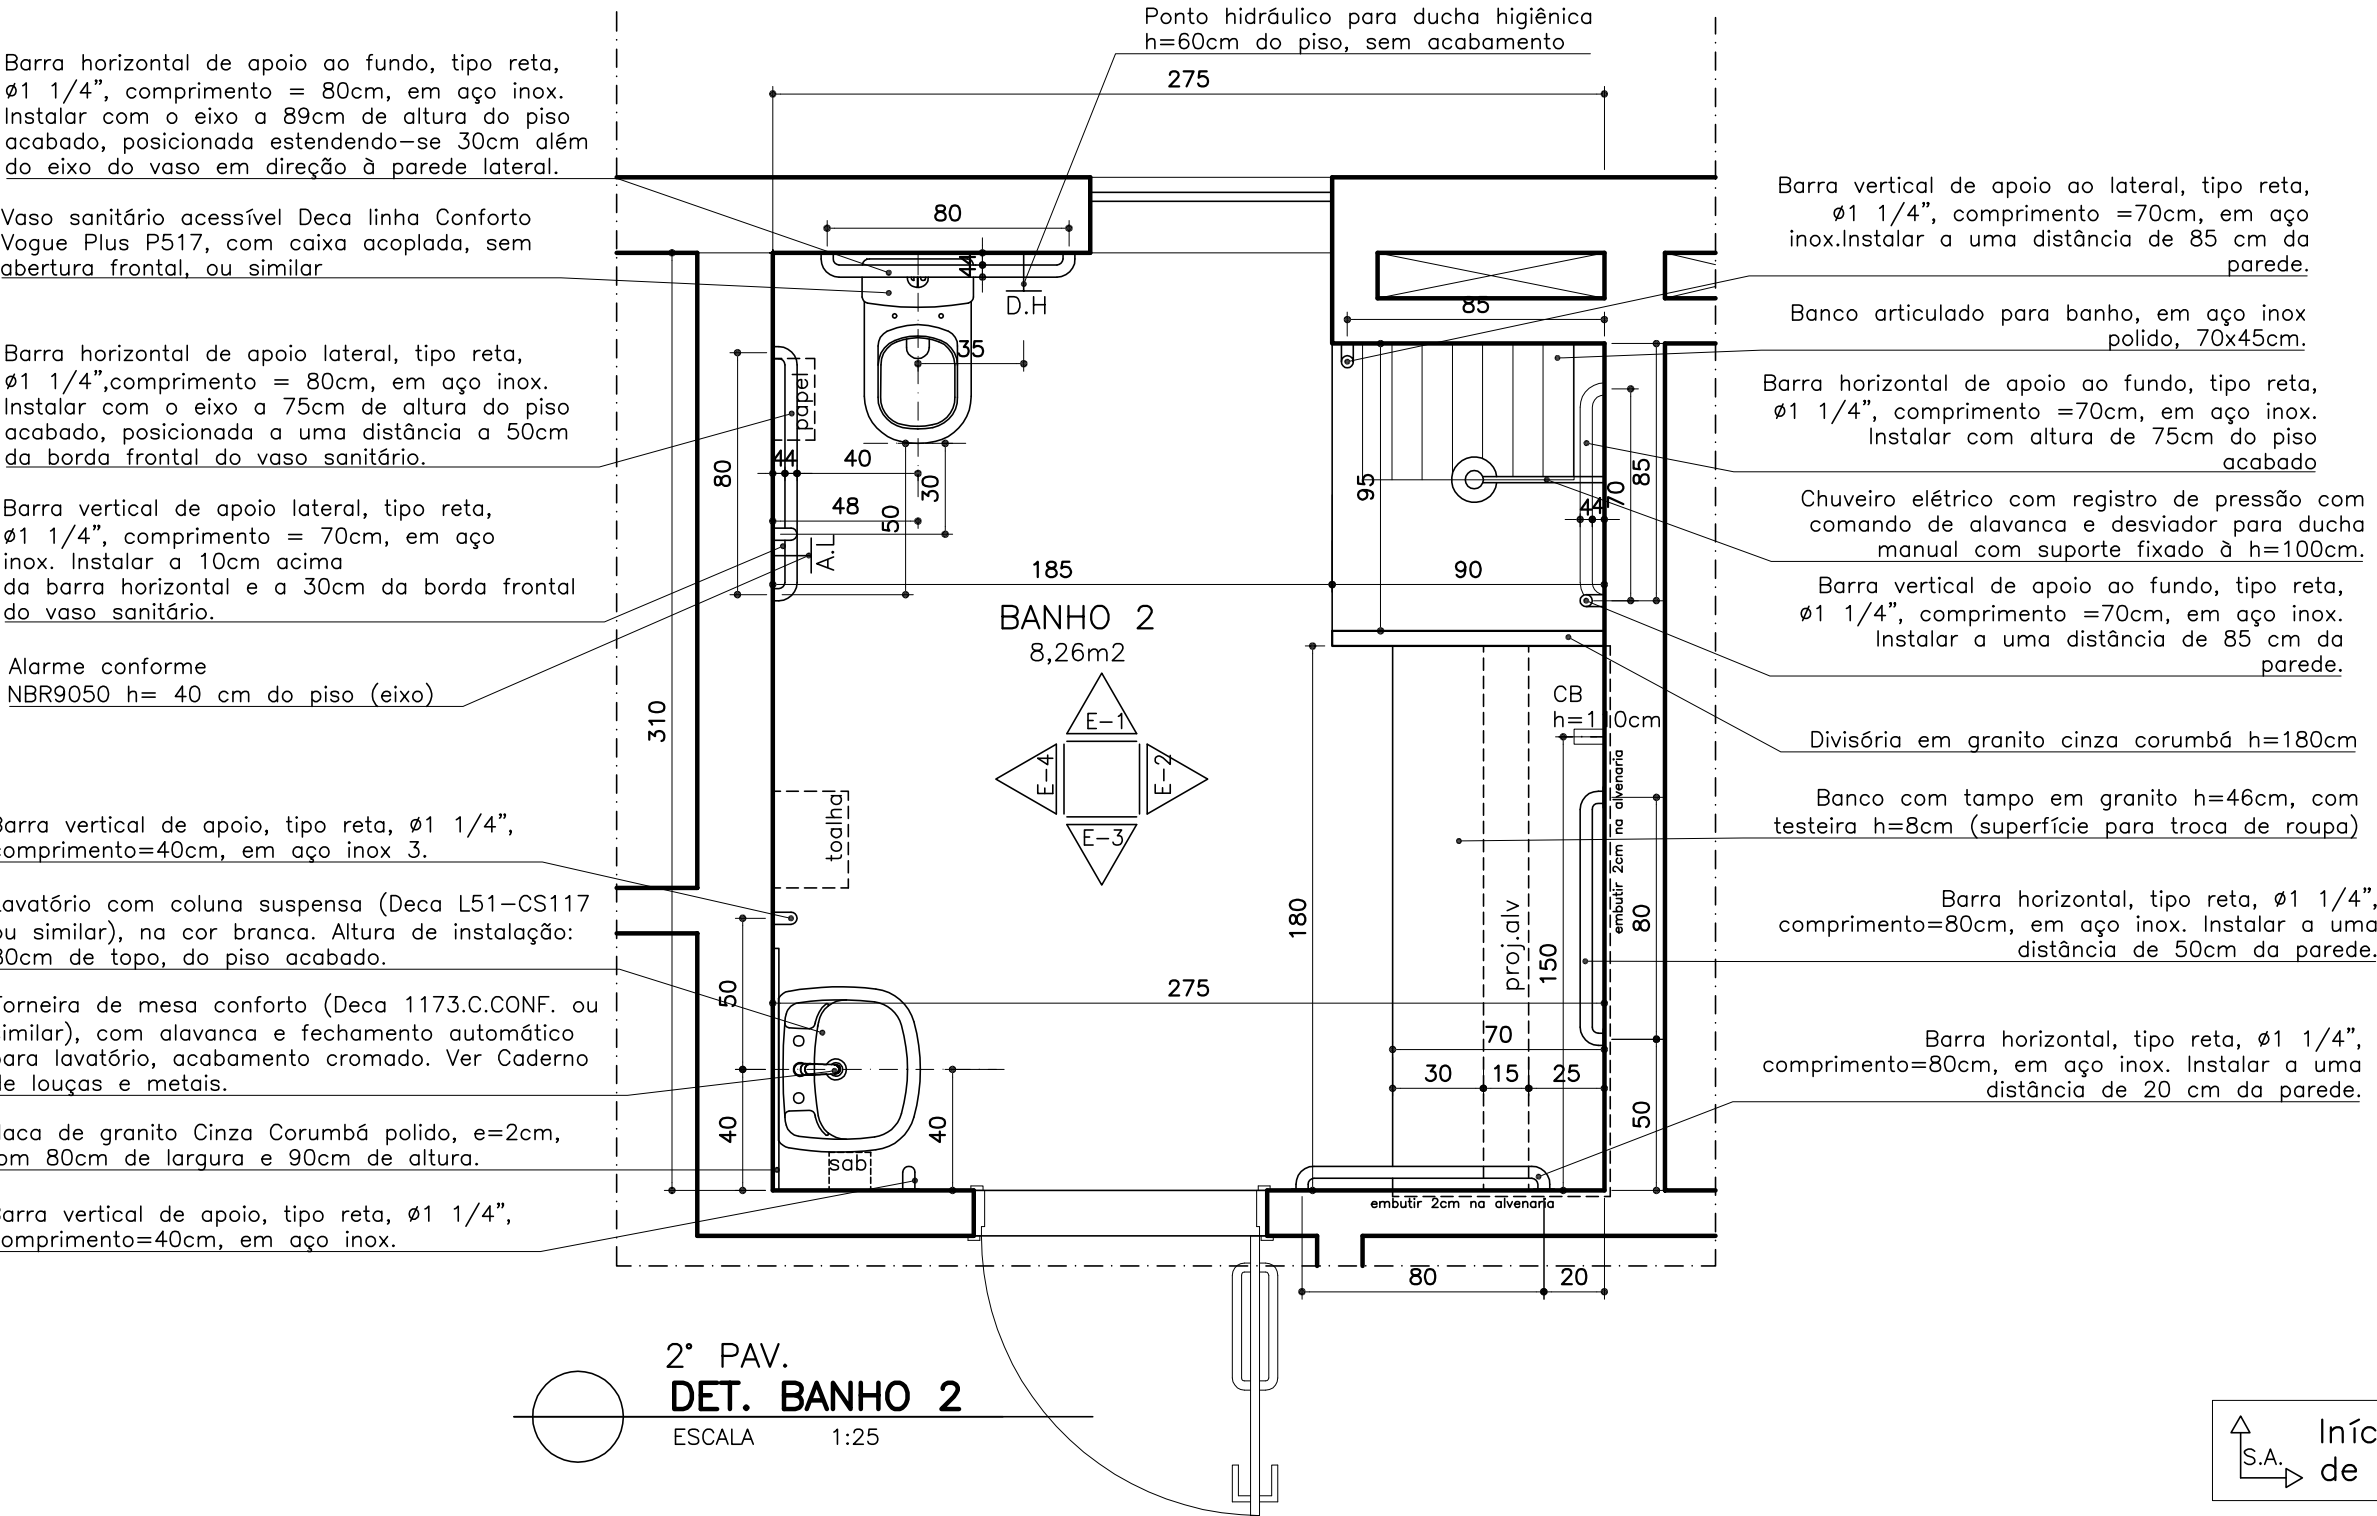 Ponto hidráulico para ducha higiênica
h=60cm do piso, sem acabamento
Barra horizontal de apoio ao fundo, tipo reta,
ø1 1/4”, comprimento = 80cm, em aço inox.
Instalar com o eixo a 89cm de altura do piso
acabado, posicionada estendendo-se 30cm além
do eixo do vaso em direção à parede lateral.
Vaso sanitário acessível Deca linha Conforto
Vogue Plus P517, com caixa acoplada, sem
abertura frontal, ou similar
Barra horizontal de apoio lateral, tipo reta,
ø1 1/4”,comprimento = 80cm, em aço inox.
Instalar com o eixo a 75cm de altura do piso
acabado, posicionada a uma distância a 50cm
da borda frontal do vaso sanitário.
Barra vertical de apoio lateral, tipo reta,
ø1 1/4”, comprimento = 70cm, em aço
inox. Instalar a 10cm acima
da barra horizontal e a 30cm da borda frontal
do vaso sanitário.
Alarme conforme
NBR9050 h= 40 cm do piso (eixo)
Barra vertical de apoio, tipo reta, ø1 1/4”,
comprimento=40cm, em aço inox 3.
avatório com coluna suspensa (Deca L51-CS117
ou similar), na cor branca. Altura de instalação:
80cm de topo, do piso acabado.
orneira de mesa conforto (Deca 1173.C.CONF. ou
similar), com alavanca e fechamento automático
para lavatório, acabamento cromado. Ver Caderno
de louças e metais.
laca de granito Cinza Corumbá polido, e=2cm,
om 80cm de largura e 90cm de altura.
Barra vertical de apoio, tipo reta, ø1 1/4”,
omprimento=40cm, em aço inox.
275
80
44
D.H
35
papel
44
40
80
30
48
50
A.L
185
90
BANHO 2
8,26m2
E-1
E-4
E-2
E-3
310
toalha
50
275
40
40
sab
85
95
85
70
44
CB
h=110cm
embutir 2cm na alvenaria
180
proj.alv
150
80
70
30
15
25
50
embutir 2cm na alvenaria
80
20
Barra vertical de apoio ao lateral, tipo reta,
ø1 1/4”, comprimento =70cm, em aço
inox.Instalar a uma distância de 85 cm da
parede.
Banco articulado para banho, em aço inox
polido, 70x45cm.
Barra horizontal de apoio ao fundo, tipo reta,
ø1 1/4”, comprimento =70cm, em aço inox.
Instalar com altura de 75cm do piso
acabado
Chuveiro elétrico com registro de pressão com
comando de alavanca e desviador para ducha
manual com suporte fixado à h=100cm.
Barra vertical de apoio ao fundo, tipo reta,
ø1 1/4”, comprimento =70cm, em aço inox.
Instalar a uma distância de 85 cm da
parede.
Divisória em granito cinza corumbá h=180cm
Banco com tampo em granito h=46cm, com
testeira h=8cm (superfície para troca de roupa)
Barra horizontal, tipo reta, ø1 1/4”,
comprimento=80cm, em aço inox. Instalar a uma
distância de 50cm da parede.
Barra horizontal, tipo reta, ø1 1/4”,
comprimento=80cm, em aço inox. Instalar a uma
distância de 20 cm da parede.
2° PAV.
DET. BANHO 2
ESCALA 1:25
S.A.
Iníc
de